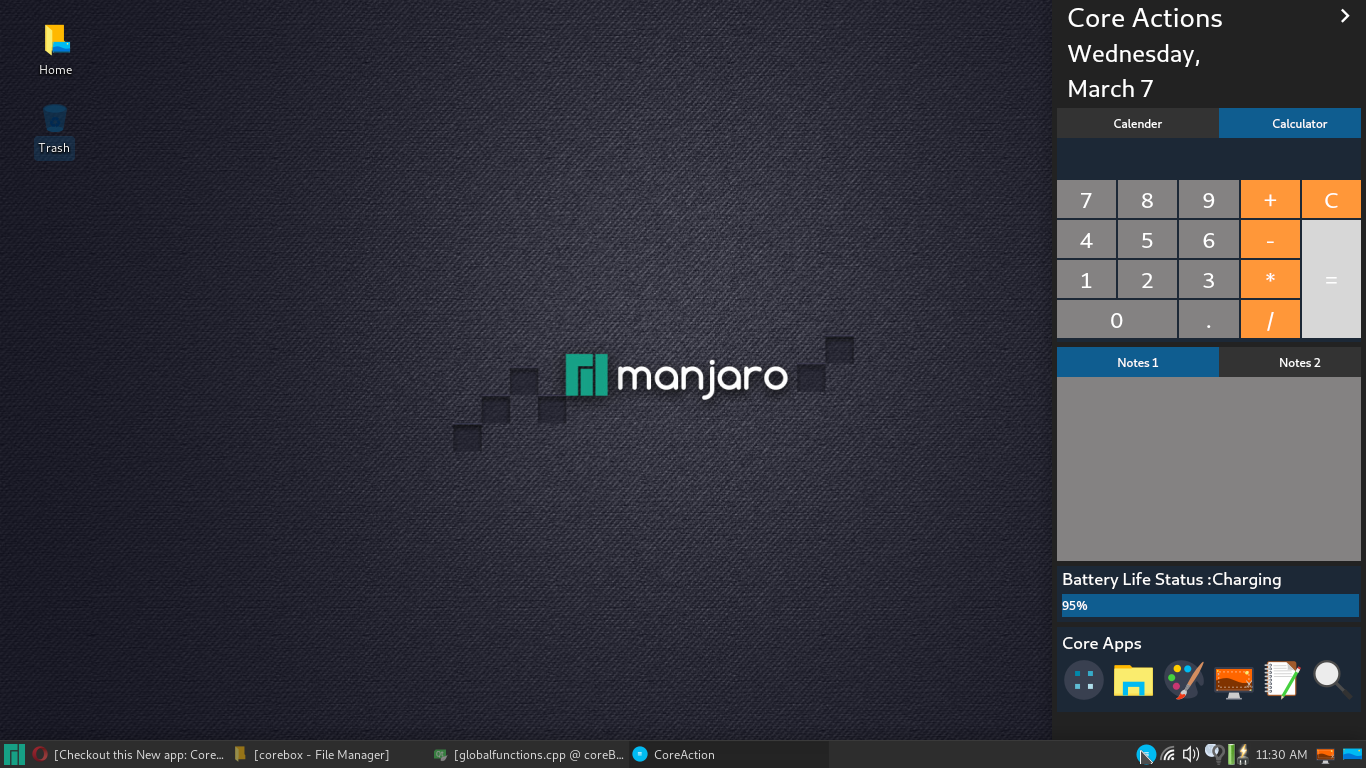 Home
Trash
manjaro
Core Actions
Wednesday,
March 7
Calender Calculator
7 8 9 + C
4 5 6 -
1 2 3 * =
0 . /
Notes 1 Notes 2
Battery Life Status :Charging
95%
Core Apps
[Checkout this New app: Core... [corebox - File Manager] [globalfunctions.cpp @ coreB... CoreAction 11:30 AM